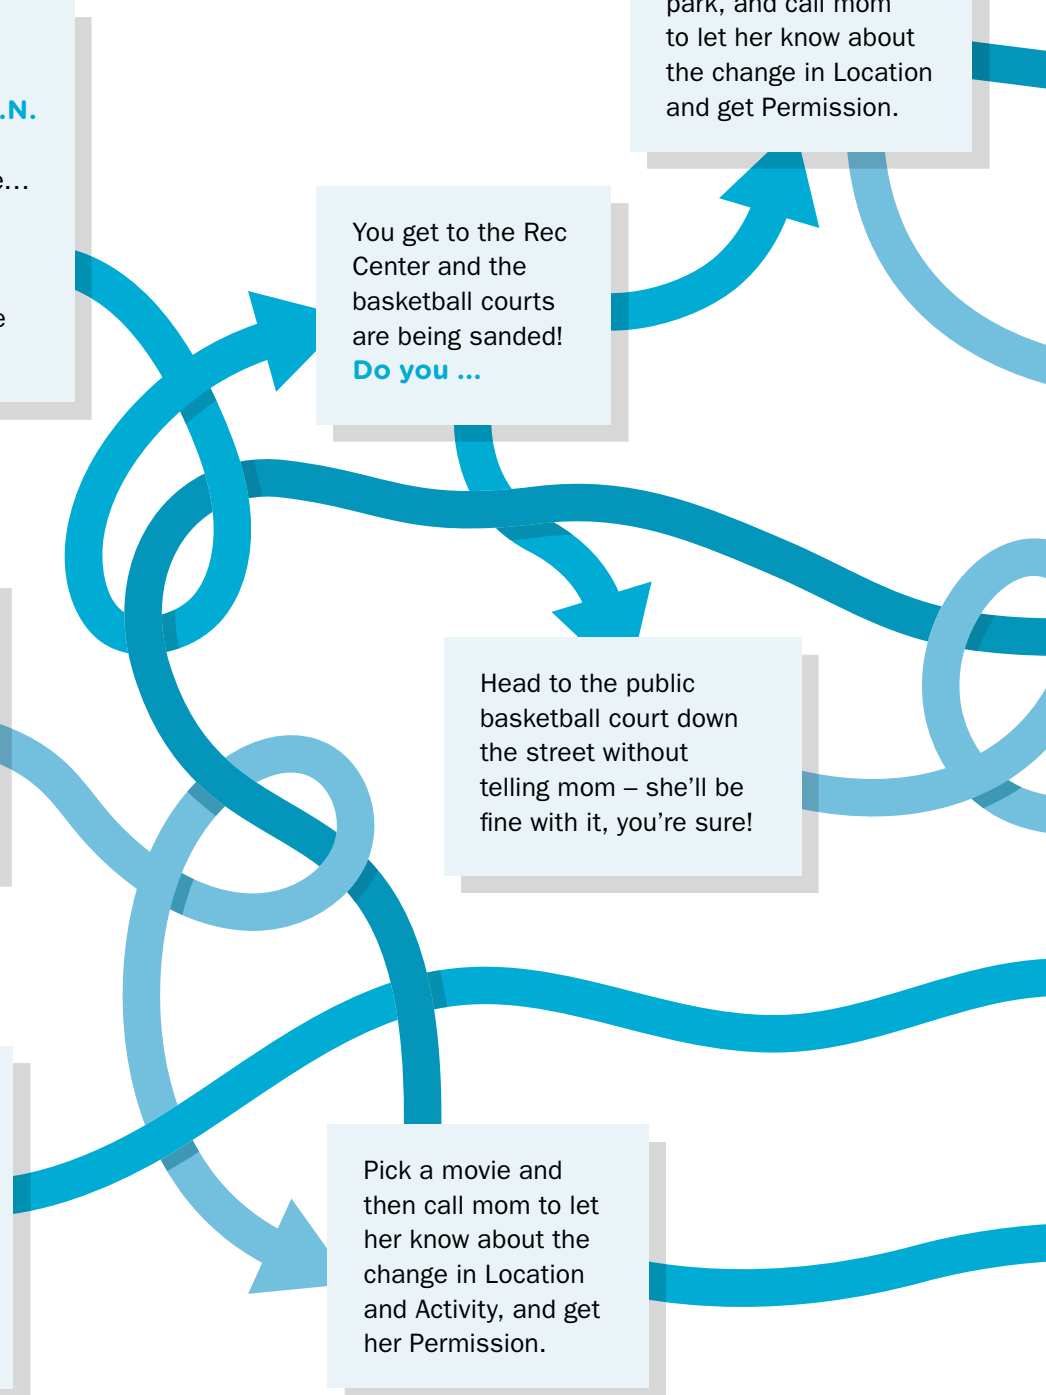 park, and call mom
to let her know about
the change in Location
and get Permission.
.N.
e...
e
You get to the Rec
Center and the
basketball courts
are being sanded!
Do you ...
Head to the public
basketball court down
the street without
telling mom – she’ll be
fine with it, you’re sure!
Pick a movie and
then call mom to let
her know about the
change in Location
and Activity, and get
her Permission.